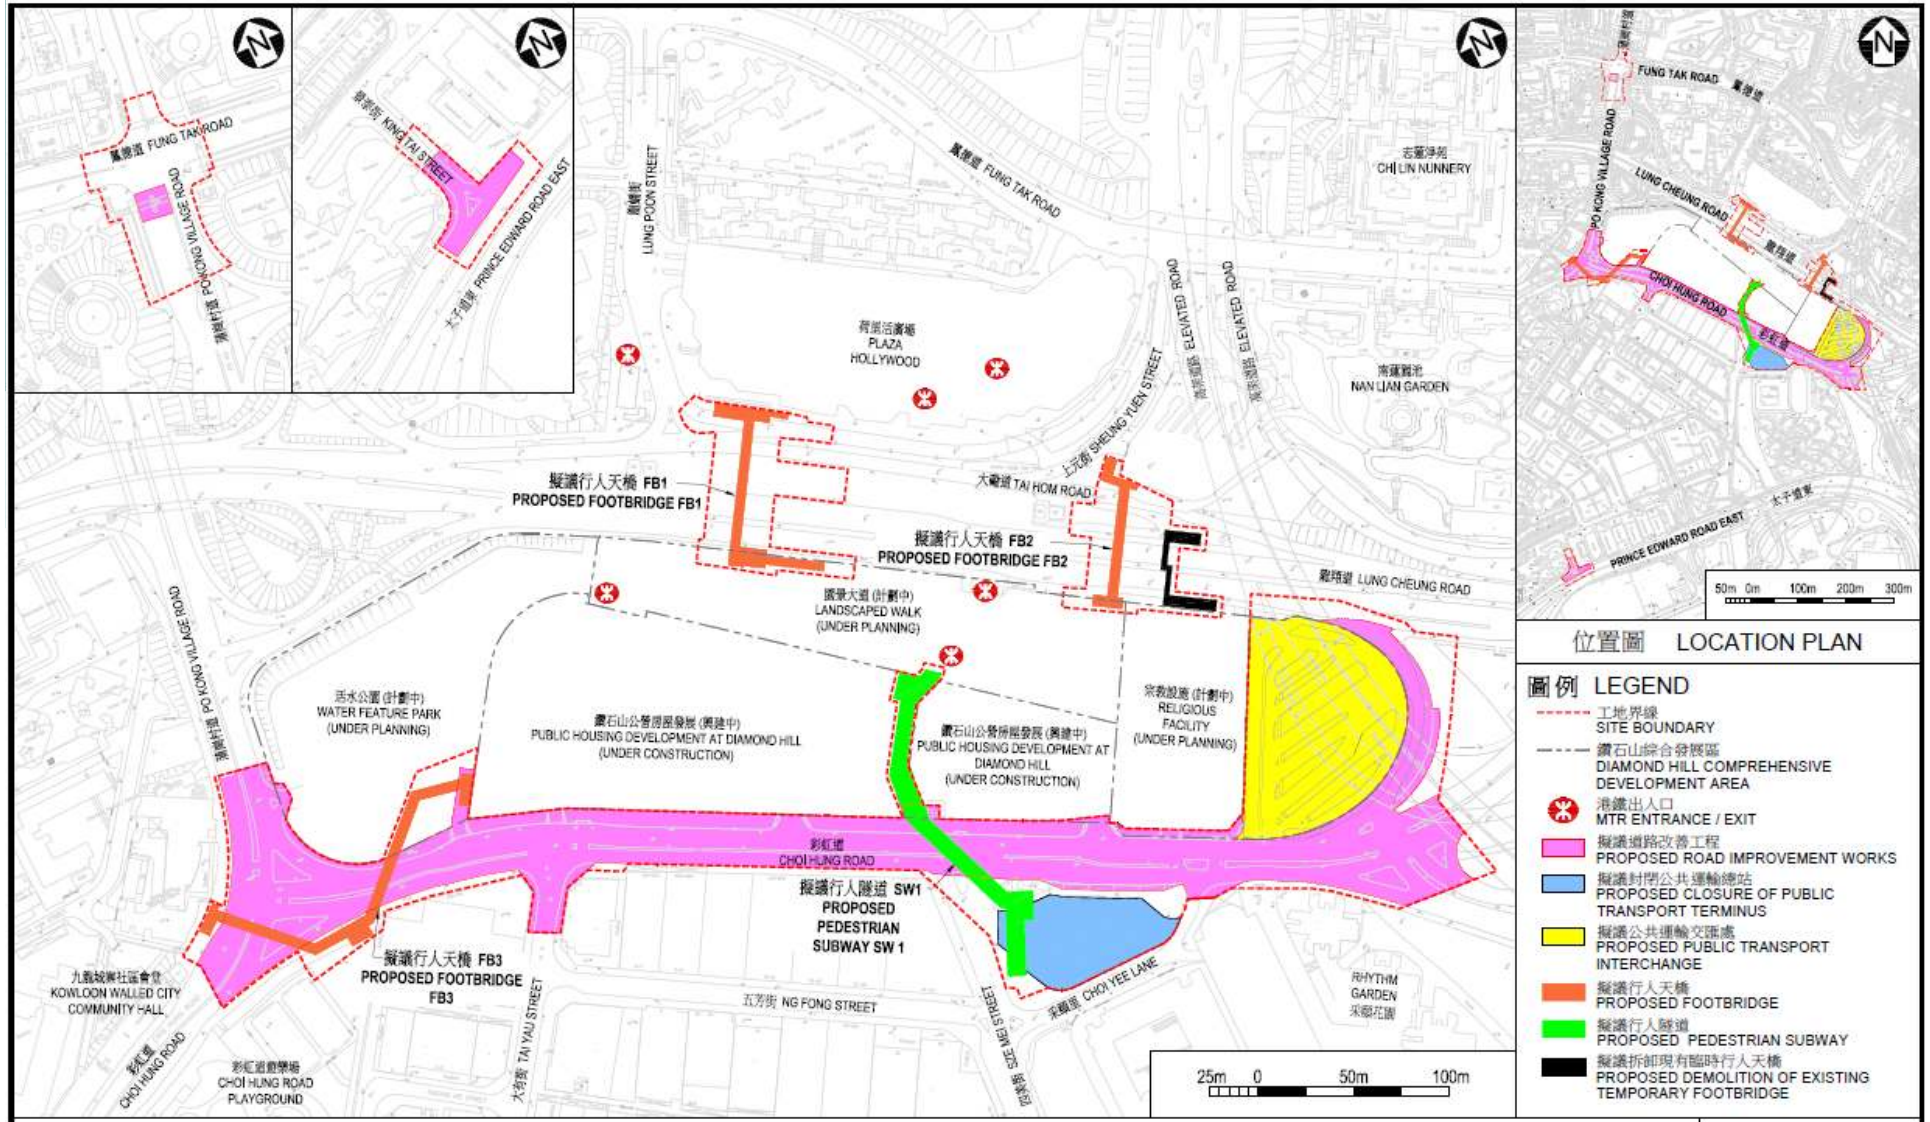 鳳德道 FUNG TAK ROAD
蒲崗村道 PO KONG VILLAGE ROAD
PO KONG VILLAGE ROAD
N
景泰街 KING TAI STREET
太子道東 PRINCE EDWARD ROAD EAST
N
龍蟠街
LUNG POON STREET
鳳德道 FUNG TAK ROAD
N
志蓮淨苑
CHI LIN NUNNERY
荷里活廣場
PLAZA
HOLLYWOOD
上元街 SHEUNG YUEN STREET
ELEVATED ROAD
ELEVATED ROAD
南蓮園池
NAN LIAN GARDEN
擬議行人天橋 FB1
PROPOSED FOOTBRIDGE FB1
大磡道 TAI HOM ROAD
擬議行人天橋 FB2
PROPOSED FOOTBRIDGE FB2
龍翔道 LUNG CHEUNG ROAD
園景大道 (計劃中)
LANDSCAPED WALK
(UNDER PLANNING)
蒲崗村道 PO KONG VILLAGE ROAD
活水公園 (計劃中)
WATER FEATURE PARK
(UNDER PLANNING)
鑽石山公營房屋發展 (興建中)
PUBLIC HOUSING DEVELOPMENT AT DIAMOND HILL
(UNDER CONSTRUCTION)
鑽石山公營房屋發展 (興建中)
PUBLIC HOUSING DEVELOPMENT AT
DIAMOND HILL
(UNDER CONSTRUCTION)
宗教設施 (計劃中)
RELIGIOUS
FACILITY
(UNDER PLANNING)
彩虹道
CHOI HUNG ROAD
擬議行人隧道 SW1
PROPOSED
PEDESTRIAN
SUBWAY SW 1
擬議行人天橋 FB3
PROPOSED FOOTBRIDGE
FB3
九龍城寨社區會堂
KOWLOON WALLED CITY
COMMUNITY HALL
彩虹道
CHOI HUNG ROAD
彩虹道遊樂場
CHOI HUNG ROAD
PLAYGROUND
大有街 TAI YAU STREET
五芳街 NG FONG STREET
四美街 SZE MEI STREET
采頤里 CHOI YEE LANE
RHYTHM
GARDEN
采頤花園
25m 0 50m 100m
N
FUNG TAK ROAD 鳳德道
PO KONG VILLAGE ROAD
LUNG CHEUNG ROAD
龍翔道
CHOI HUNG ROAD
彩虹道
太子道東
PRINCE EDWARD ROAD EAST
50m 0m 100m 200m 300m
位置圖 LOCATION PLAN
圖例 LEGEND
工地界線
SITE BOUNDARY
鑽石山綜合發展區
DIAMOND HILL COMPREHENSIVE
DEVELOPMENT AREA
港鐵出入口
MTR ENTRANCE / EXIT
擬議道路改善工程
PROPOSED ROAD IMPROVEMENT WORKS
擬議封閉公共運輸總站
PROPOSED CLOSURE OF PUBLIC
TRANSPORT TERMINUS
擬議公共運輸交匯處
PROPOSED PUBLIC TRANSPORT
INTERCHANGE
擬議行人天橋
PROPOSED FOOTBRIDGE
擬議行人隧道
PROPOSED PEDESTRIAN SUBWAY
擬議拆卸現有臨時行人天橋
PROPOSED DEMOLITION OF EXISTING
TEMPORARY FOOTBRIDGE